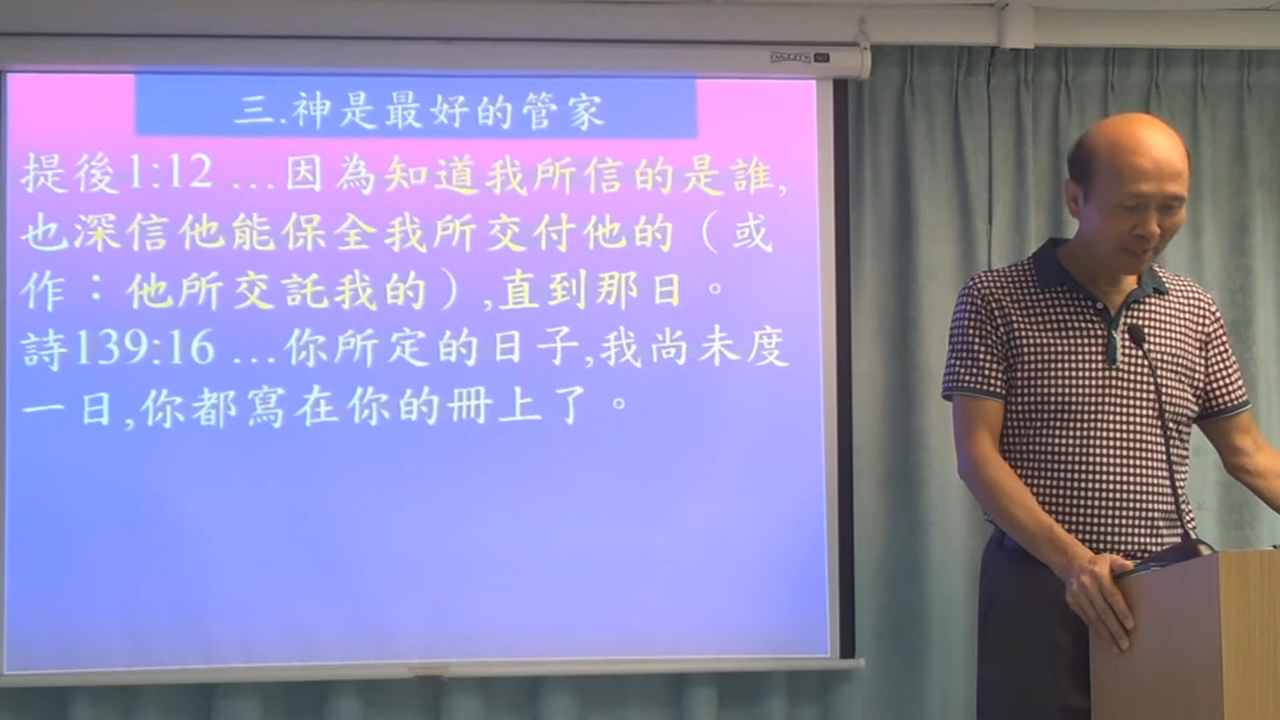 三.神是最好的管家
提後1:12 …因為知道我所信的是誰,
也深信他能保全我所交付他的（或
作：他所交託我的）,直到那日。
詩139:16 …你所定的日子,我尚未度
一日,你都寫在你的冊上了。
DA-LITE